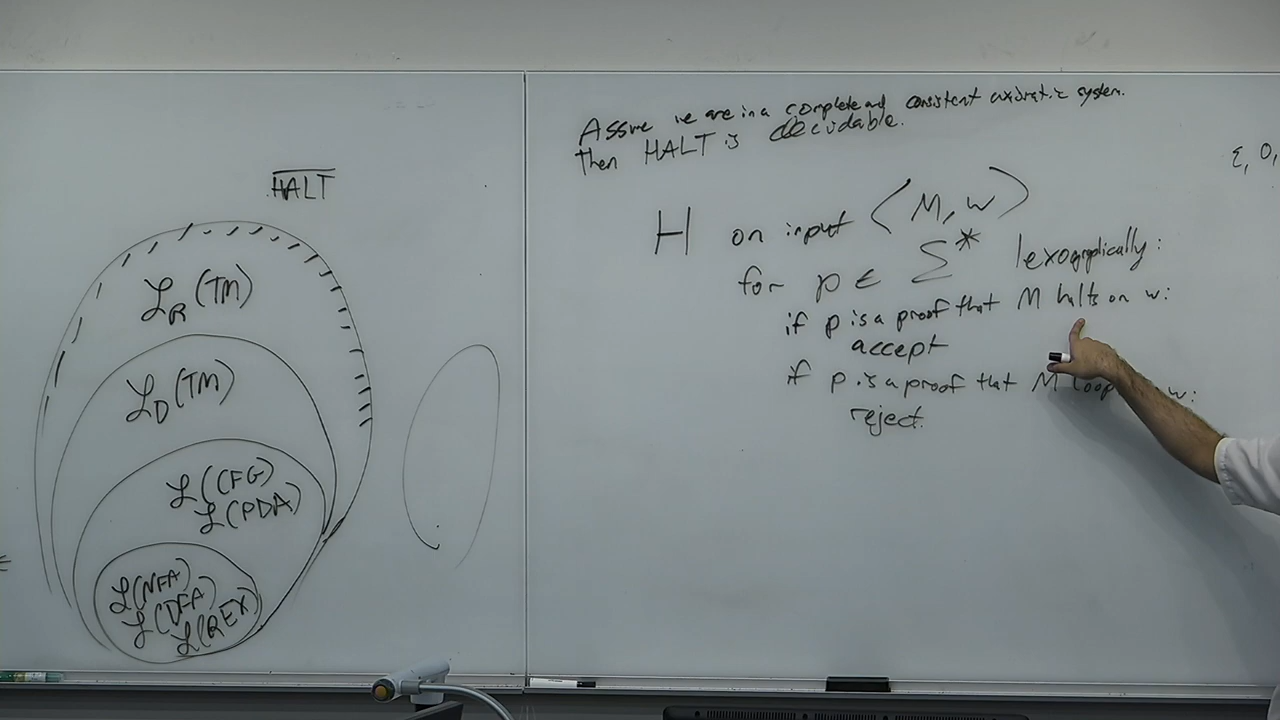 HALT
ℒ_R(TM)
ℒ_D(TM)
ℒ(CFG)
ℒ(PDA)
ℒ(NFA)
ℒ(DFA)
ℒ(REX)
Assume we are in a complete and consistent axiomatic system.
then HALT is decidable.
ε, 0,
H on input ⟨M, w⟩
for p ∈ Σ* lexographically:
if p is a proof that M halts on w:
accept
if p is a proof that M loop w:
reject.